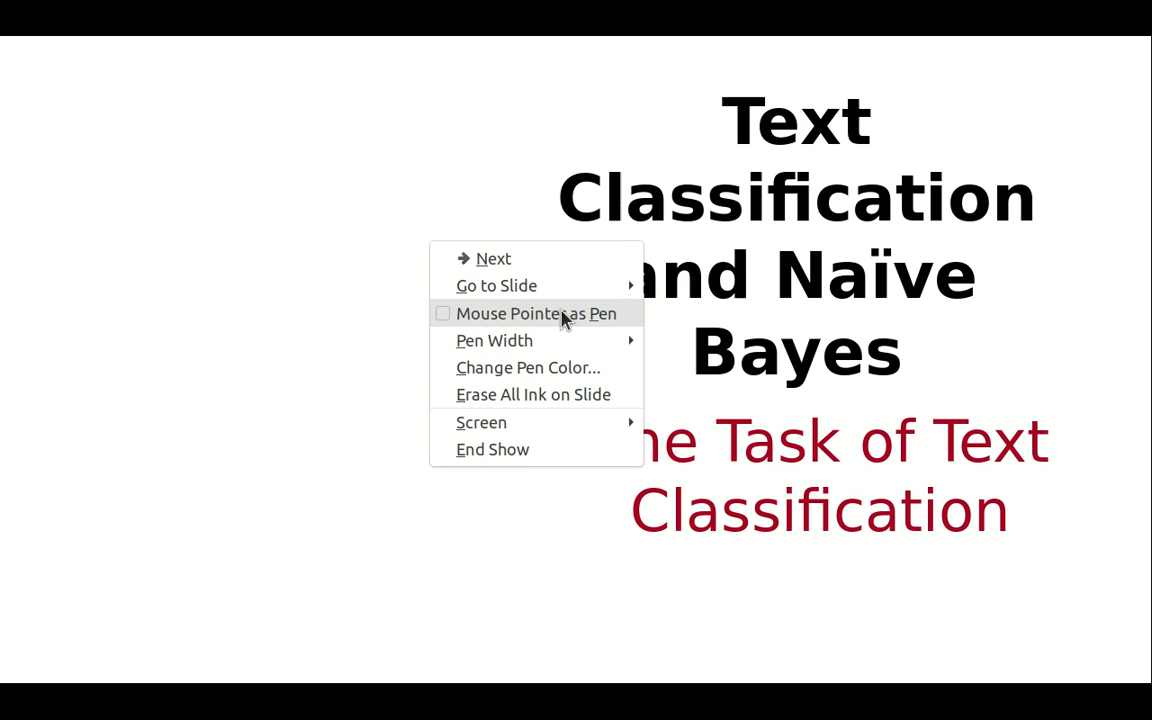 Text
Classification
and Naïve
Bayes
Next
Go to Slide
Mouse Pointer as Pen
Pen Width
Change Pen Color...
Erase All Ink on Slide
Screen
End Show
he Task of Text
Classification